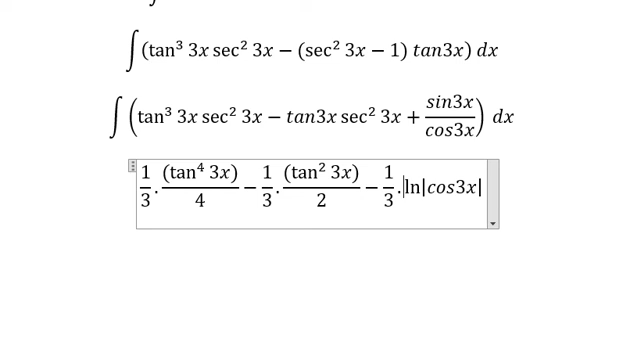 ∫(tan³ 3x sec² 3x − (sec² 3x − 1) tan3x) dx
∫(tan³ 3x sec² 3x − tan3x sec² 3x + sin3x/cos3x) dx
1/3 . (tan⁴ 3x)/4 − 1/3 . (tan² 3x)/2 − 1/3 . ln|cos3x|